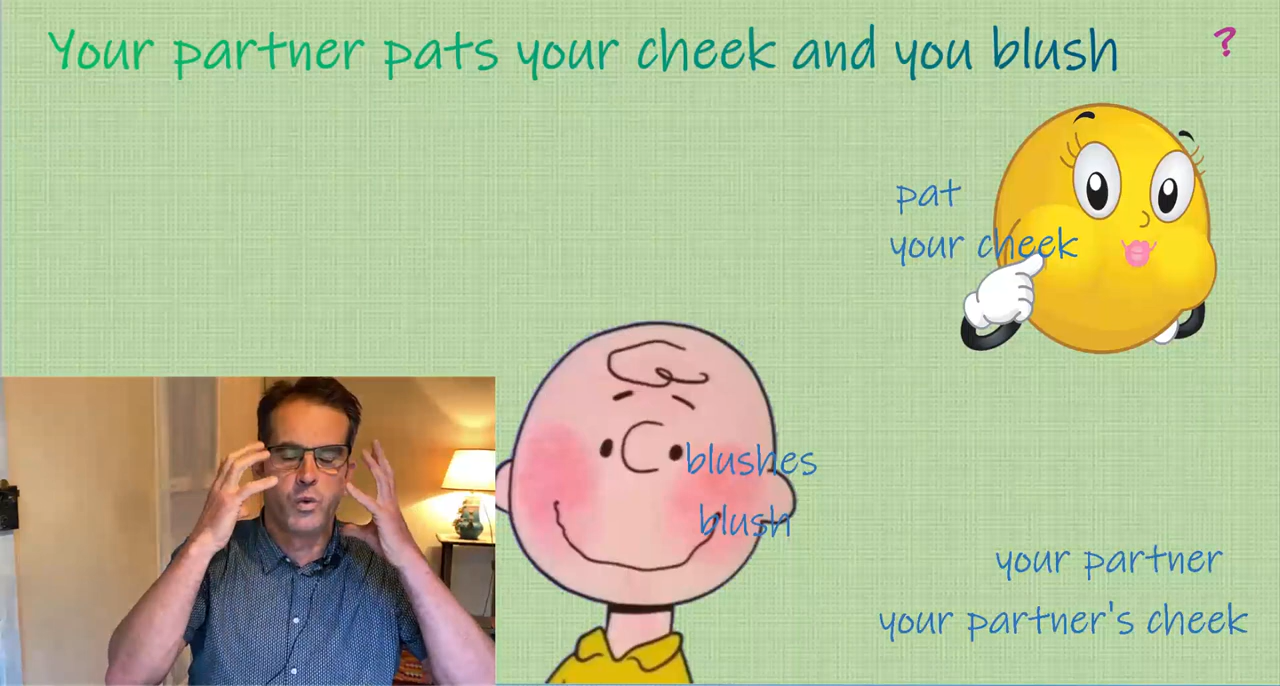 Your partner pats your cheek and you blush
?
pat
your cheek
blushes
blush
your partner
your partner's cheek